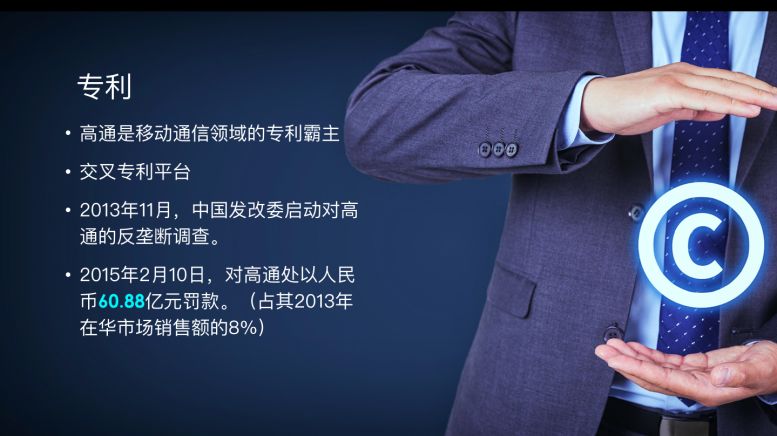 专利
• 高通是移动通信领域的专利霸主
• 交叉专利平台
• 2013年11月，中国发改委启动对高
通的反垄断调查。
• 2015年2月10日，对高通处以人民
币60.88亿元罚款。（占其2013年
在华市场销售额的8%）
©